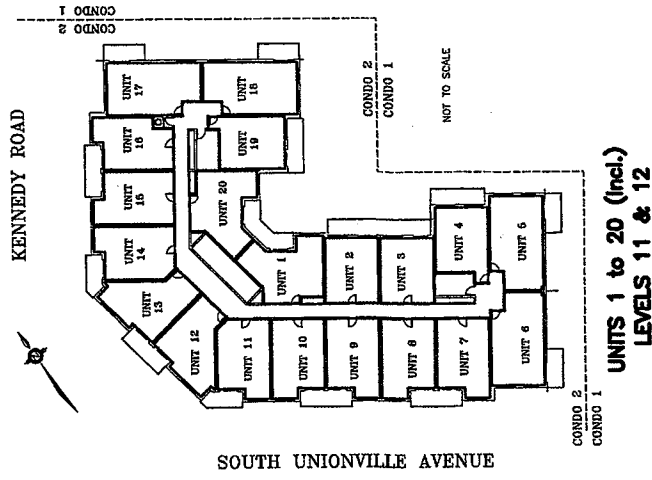 CONDO 1
CONDO 2
KENNEDY ROAD
UNIT
17
UNIT
18
UNIT
16
UNIT
19
UNIT
15
UNIT
20
UNIT
14
UNIT
13
UNIT
12
UNIT
11
UNIT
10
UNIT
9
UNIT
8
UNIT
7
UNIT
6
UNIT
1
UNIT
2
UNIT
3
UNIT
4
UNIT
5
CONDO 2
CONDO 1
NOT TO SCALE
CONDO 2
CONDO 1
UNITS 1 to 20 (Incl.)
LEVELS 11 & 12
SOUTH UNIONVILLE AVENUE